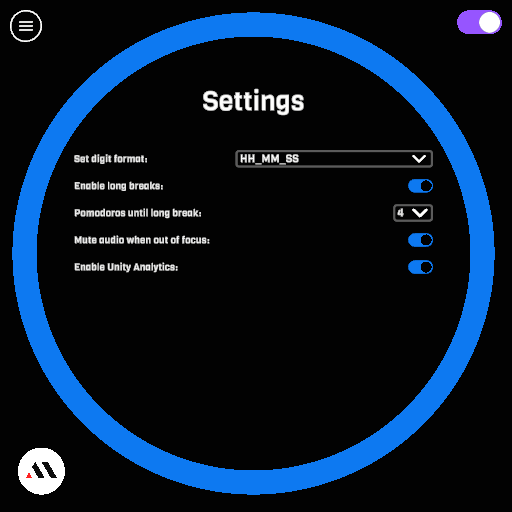 Settings
Set digit format: HH_MM_SS
Enable long breaks:
Pomodoros until long break: 4
Mute audio when out of focus:
Enable Unity Analytics: